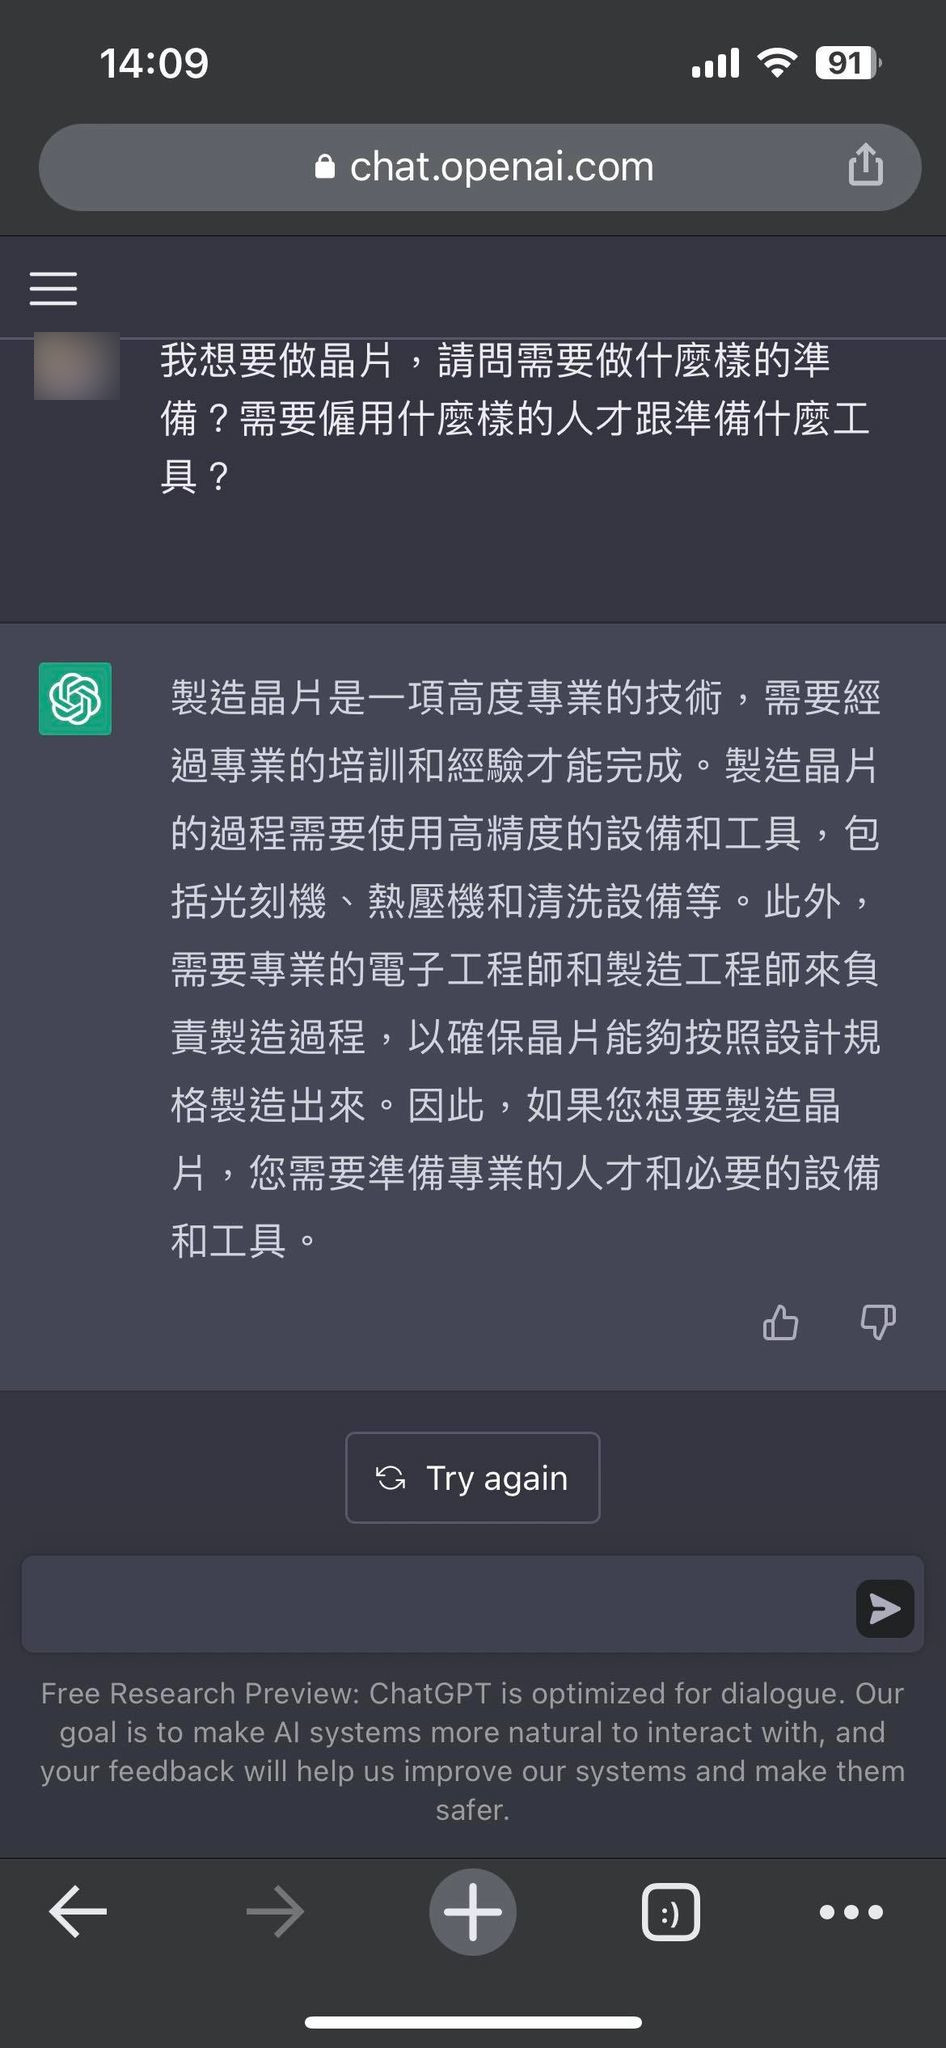 14:09
91
chat.openai.com
我想要做晶片，請問需要做什麼樣的準
備？需要僱用什麼樣的人才跟準備什麼工
具？
製造晶片是一項高度專業的技術，需要經
過專業的培訓和經驗才能完成。製造晶片
的過程需要使用高精度的設備和工具，包
括光刻機、熱壓機和清洗設備等。此外，
需要專業的電子工程師和製造工程師來負
責製造過程，以確保晶片能夠按照設計規
格製造出來。因此，如果您想要製造晶
片，您需要準備專業的人才和必要的設備
和工具。
Try again
Free Research Preview: ChatGPT is optimized for dialogue. Our
goal is to make AI systems more natural to interact with, and
your feedback will help us improve our systems and make them
safer.
:)